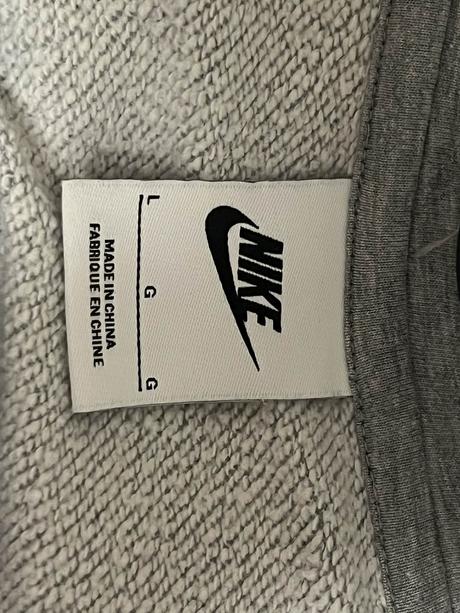 NIKE
L G G
MADE IN CHINA
FABRIQUE EN CHINE